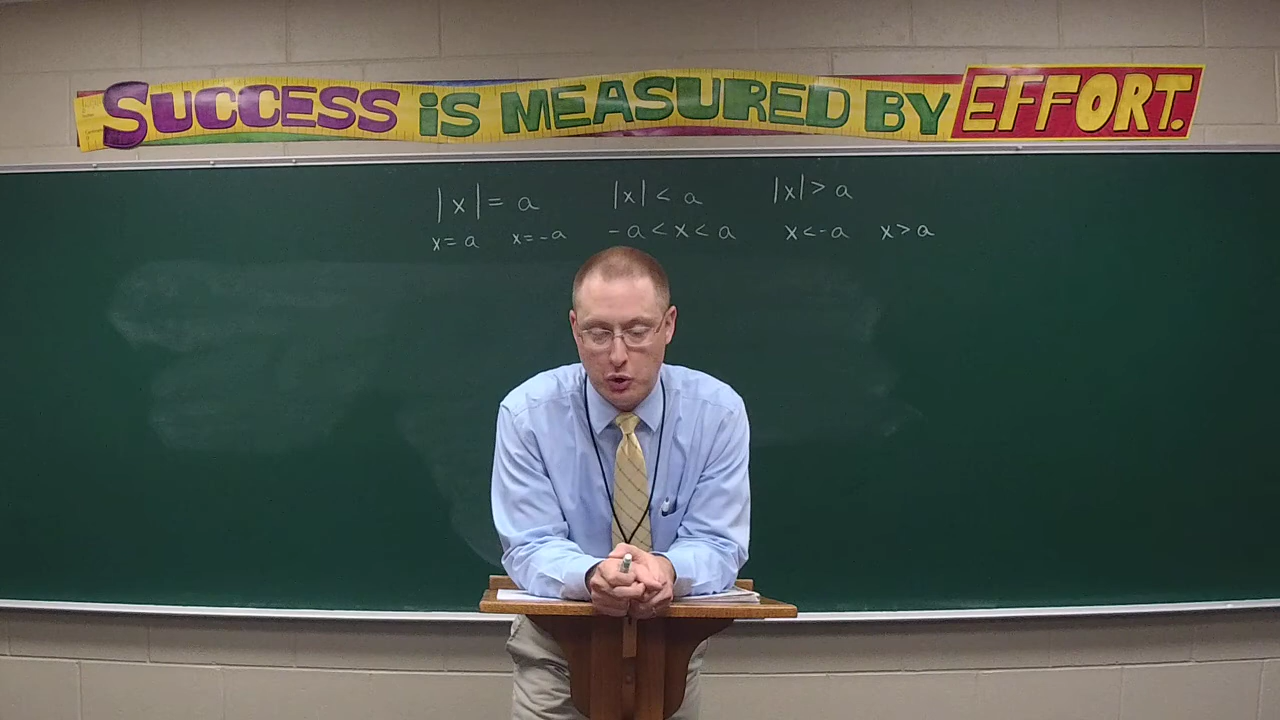 SUCCESS iS MEASURED BY EFFORT.
|x| = a |x| < a |x| > a
x = a x = -a -a < x < a x < -a x > a